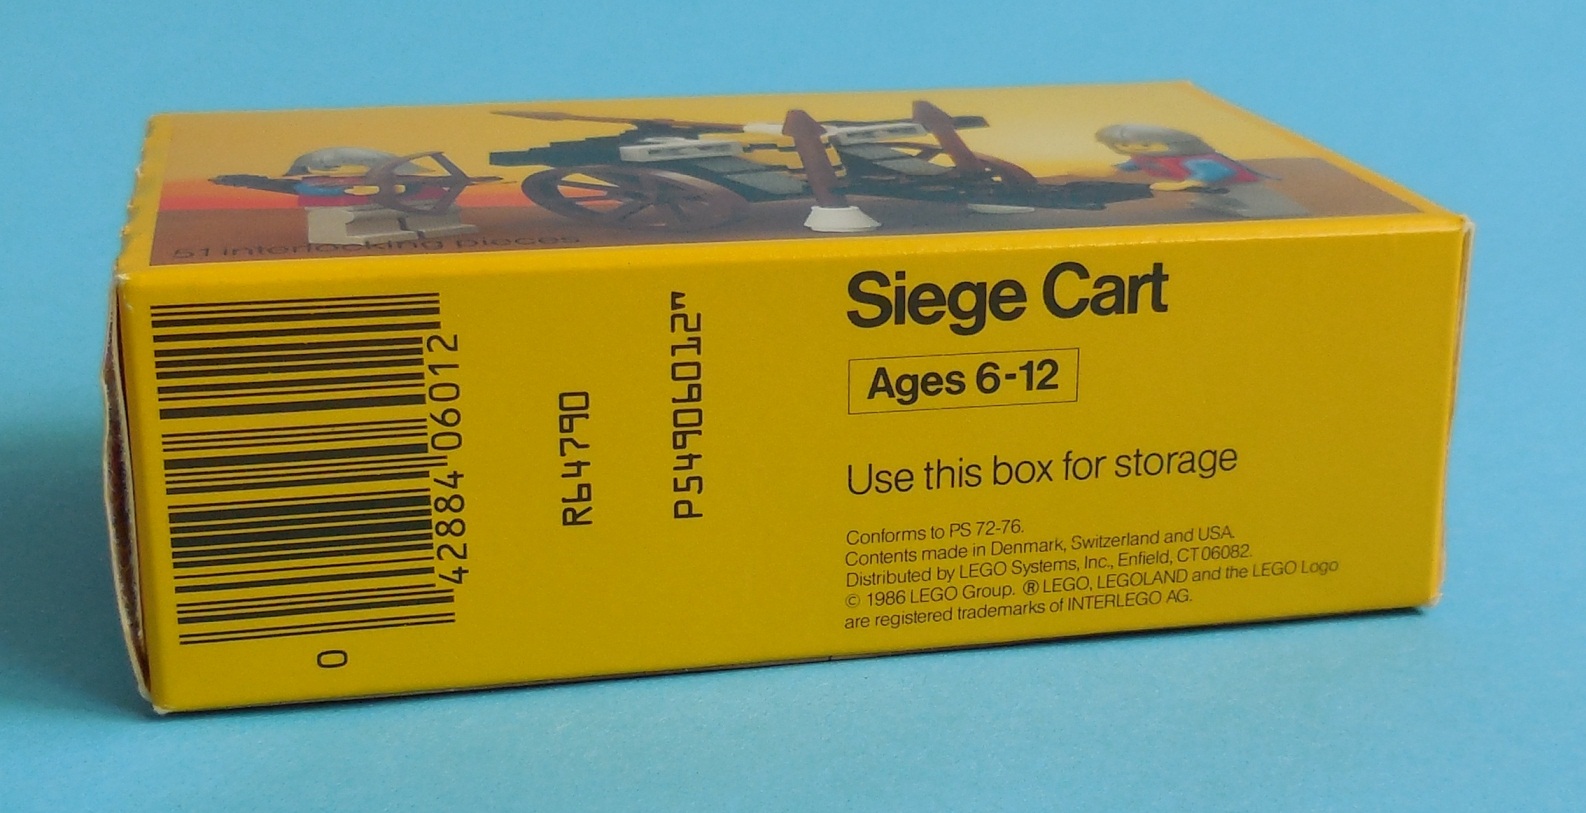 51 interlocking pieces
Siege Cart
Ages 6-12
Use this box for storage
Conforms to PS 72-76.
Contents made in Denmark, Switzerland and USA.
Distributed by LEGO Systems, Inc., Enfield, CT 06082.
© 1986 LEGO Group. ® LEGO, LEGOLAND and the LEGO Logo
are registered trademarks of INTERLEGO AG.
0 42884 06012
R64790
P54906012"